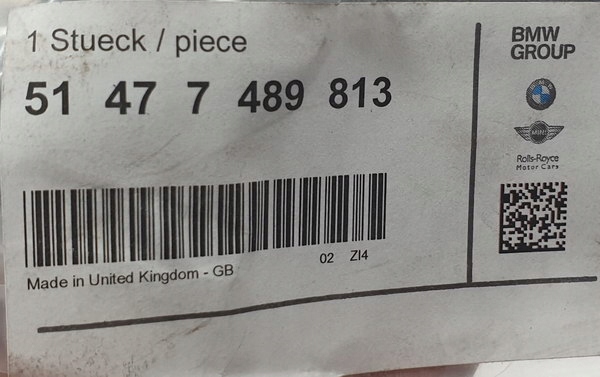 1 Stueck / piece
51 47 7 489 813
02 ZI4
Made in United Kingdom - GB
BMW
GROUP
MINI
Rolls-Royce
Motor Cars